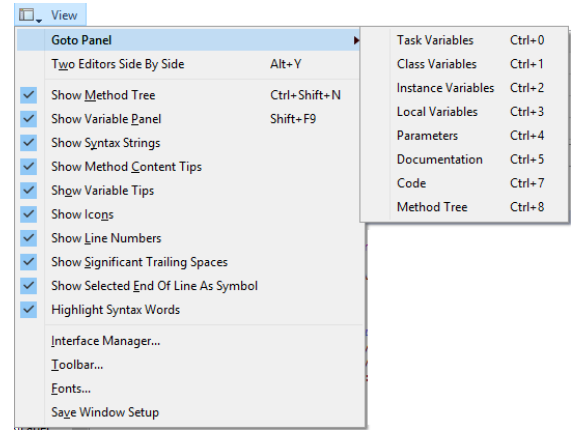 View
Goto Panel
Two Editors Side By Side Alt+Y
Show Method Tree Ctrl+Shift+N
Show Variable Panel Shift+F9
Show Syntax Strings
Show Method Content Tips
Show Variable Tips
Show Icons
Show Line Numbers
Show Significant Trailing Spaces
Show Selected End Of Line As Symbol
Highlight Syntax Words
Interface Manager...
Toolbar...
Fonts...
Save Window Setup
Task Variables Ctrl+0
Class Variables Ctrl+1
Instance Variables Ctrl+2
Local Variables Ctrl+3
Parameters Ctrl+4
Documentation Ctrl+5
Code Ctrl+7
Method Tree Ctrl+8